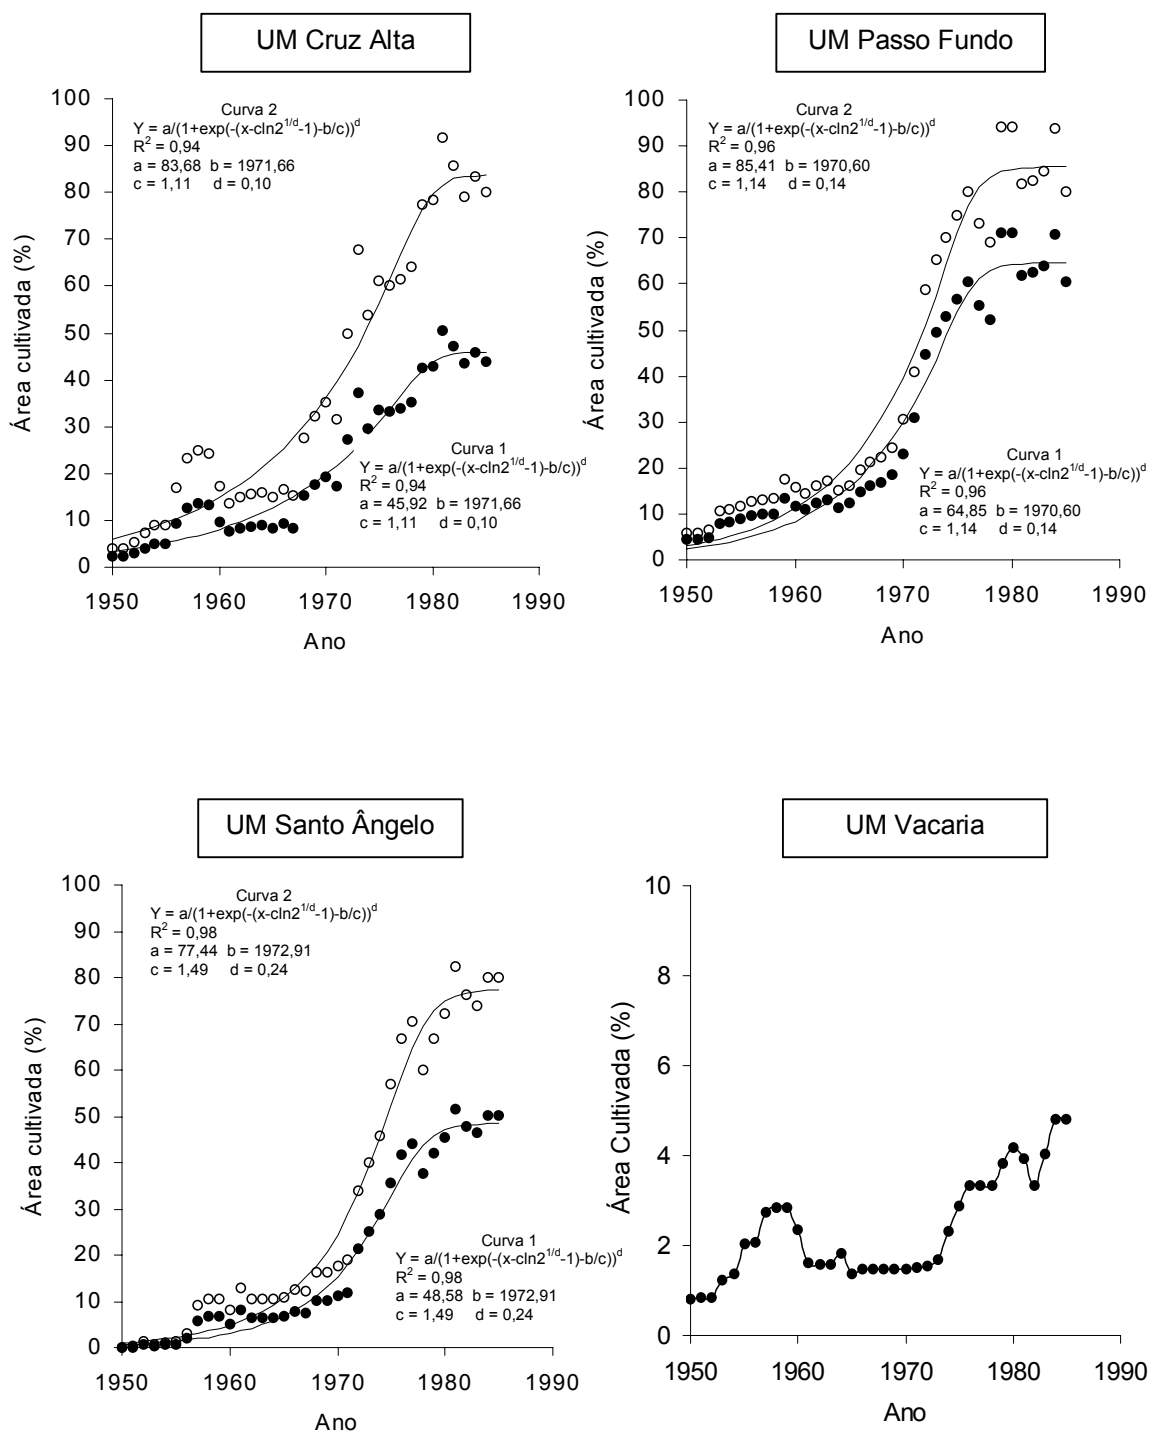 UM Cruz Alta
100
90
80
70
60
50
40
30
20
10
0
Área cultivada (%)
Curva 2
Y = a/(1+exp(-(x-cln2^1/d-1)-b/c))^d
R² = 0,94
a = 83,68 b = 1971,66
c = 1,11 d = 0,10
Curva 1
Y = a/(1+exp(-(x-cln2^1/d-1)-b/c))^d
R² = 0,94
a = 45,92 b = 1971,66
c = 1,11 d = 0,10
1950 1960 1970 1980 1990
Ano
UM Passo Fundo
100
90
80
70
60
50
40
30
20
10
0
Área cultivada (%)
Curva 2
Y = a/(1+exp(-(x-cln2^1/d-1)-b/c))^d
R² = 0,96
a = 85,41 b = 1970,60
c = 1,14 d = 0,14
Curva 1
Y = a/(1+exp(-(x-cln2^1/d-1)-b/c))^d
R² = 0,96
a = 64,85 b = 1970,60
c = 1,14 d = 0,14
1950 1960 1970 1980 1990
Ano
UM Santo Ângelo
100
90
80
70
60
50
40
30
20
10
0
Área cultivada (%)
Curva 2
Y = a/(1+exp(-(x-cln2^1/d-1)-b/c))^d
R² = 0,98
a = 77,44 b = 1972,91
c = 1,49 d = 0,24
Curva 1
Y = a/(1+exp(-(x-cln2^1/d-1)-b/c))^d
R² = 0,98
a = 48,58 b = 1972,91
c = 1,49 d = 0,24
1950 1960 1970 1980 1990
Ano
UM Vacaria
10
8
6
4
2
0
Área Cultivada (%)
1950 1960 1970 1980 1990
Ano